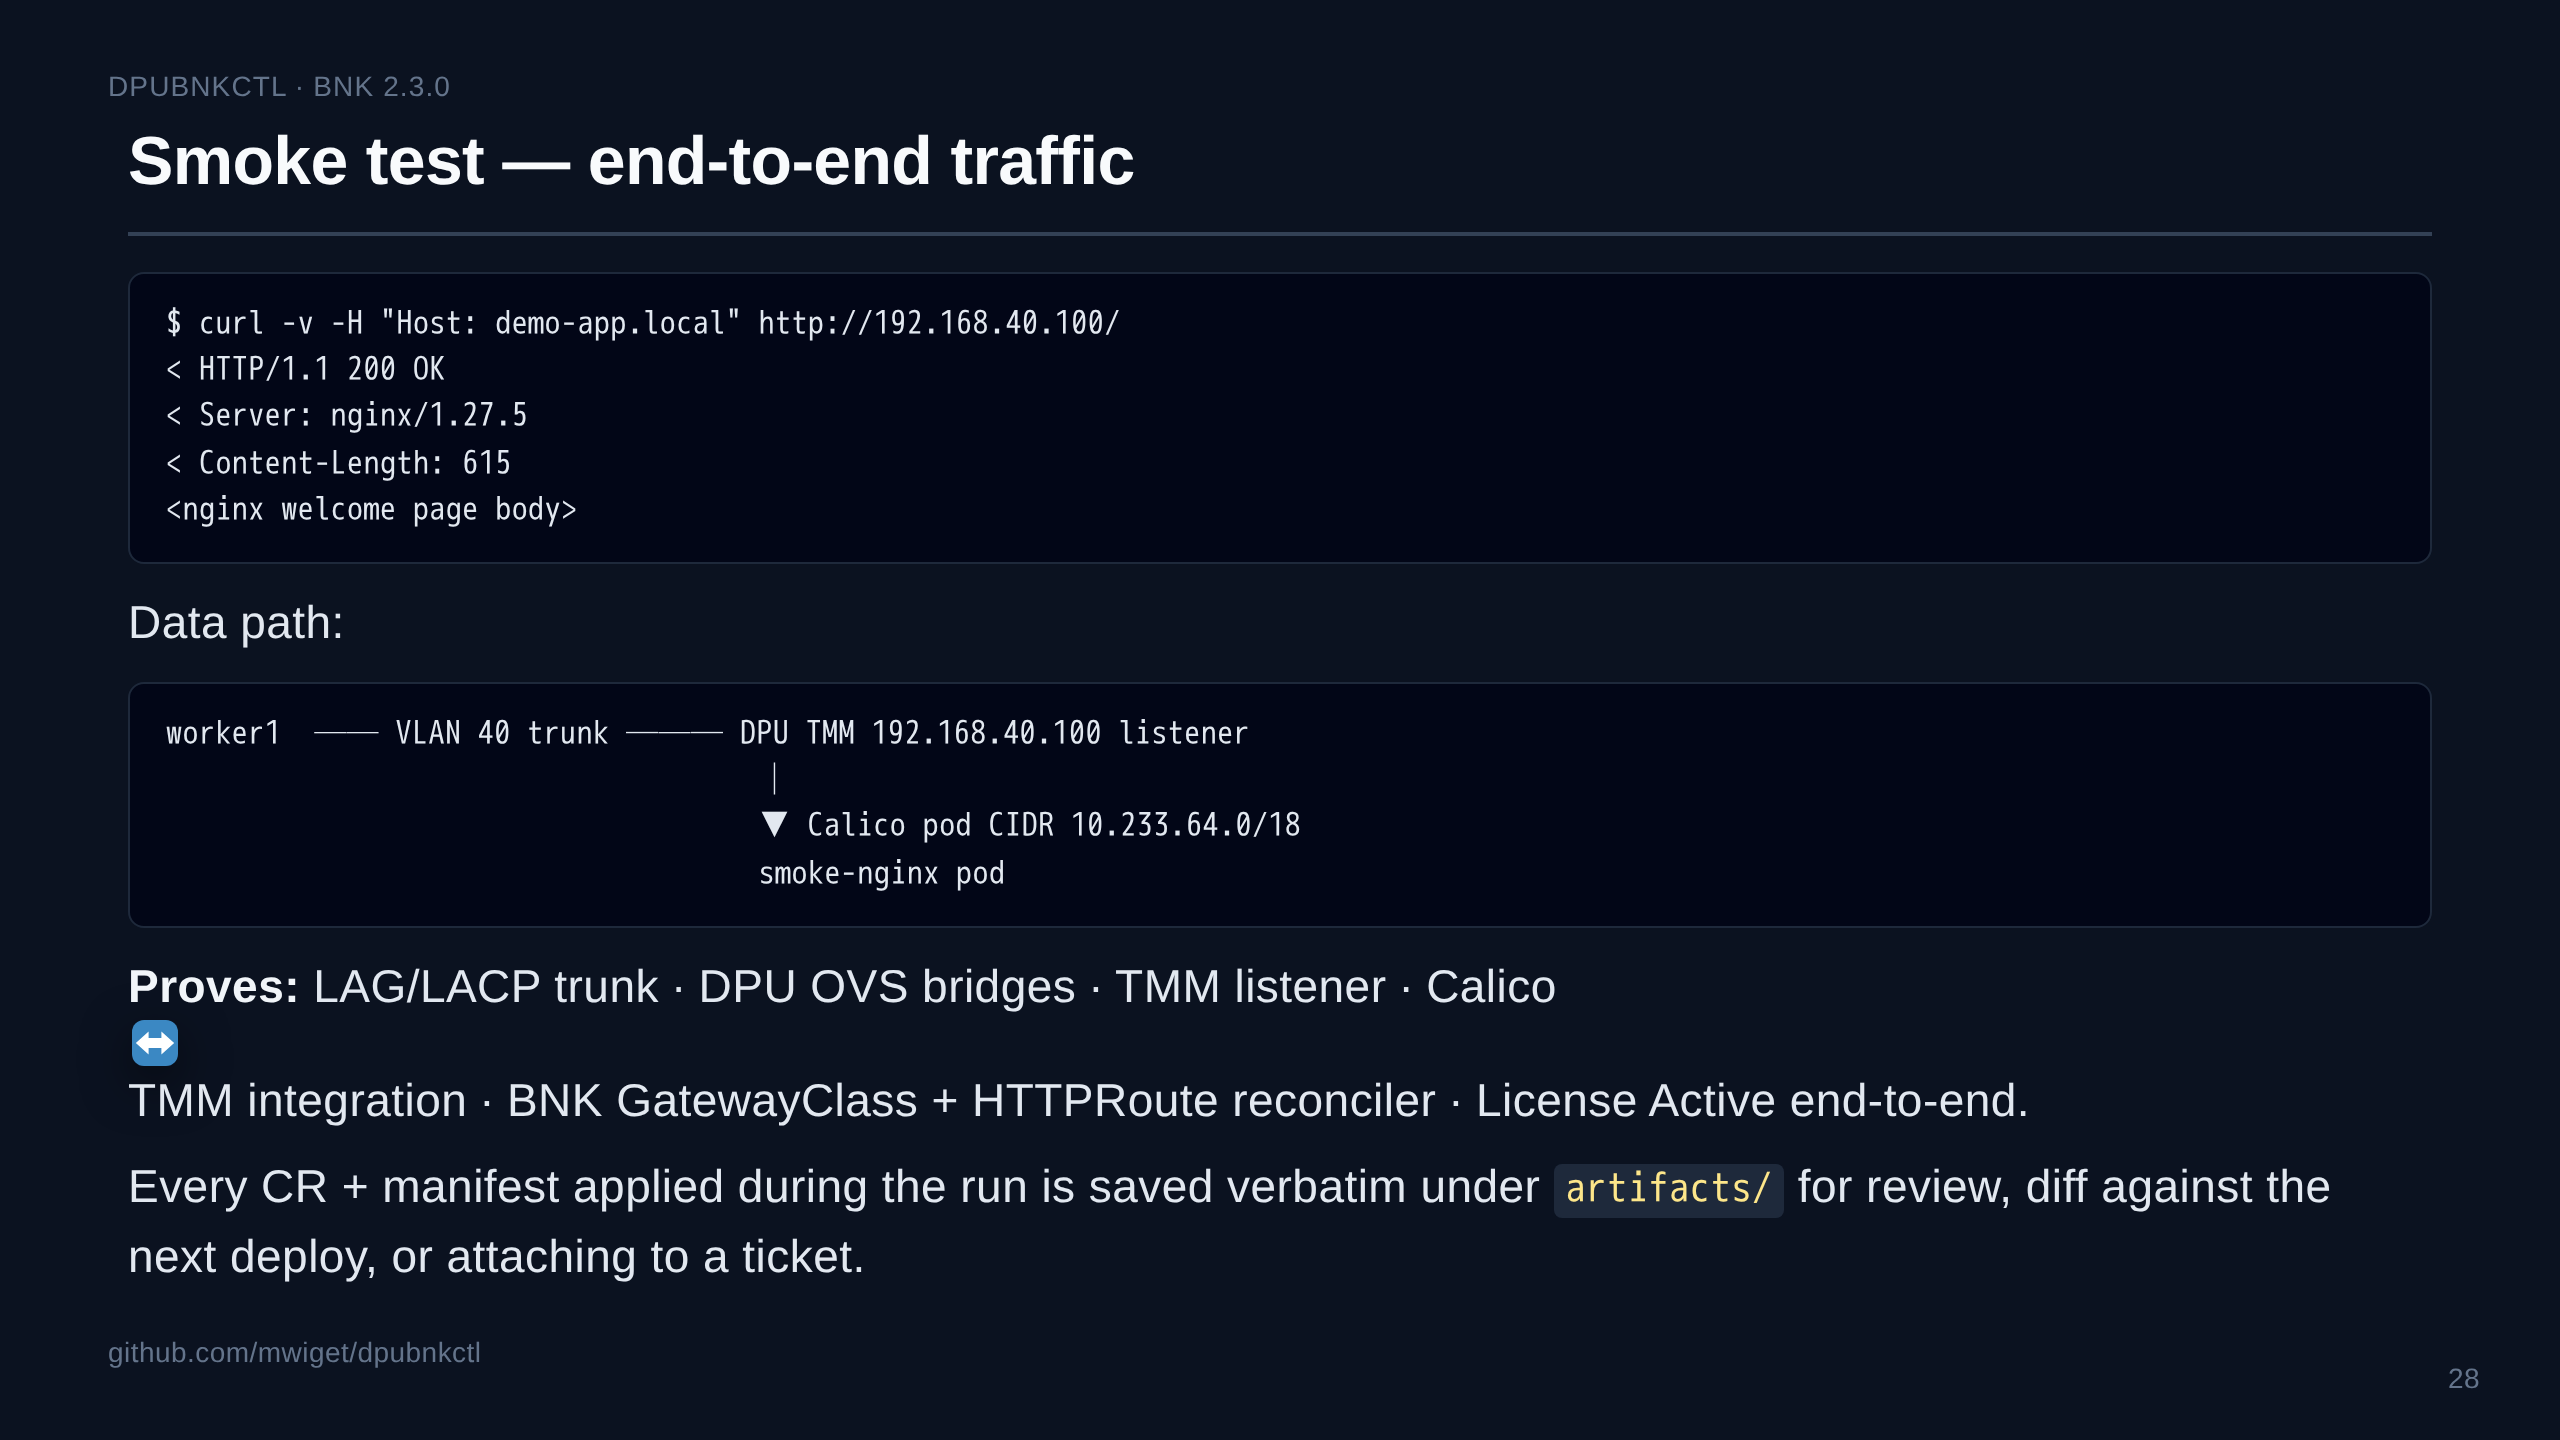 DPUBNKCTL · BNK 2.3.0
Smoke test — end-to-end traffic
$ curl -v -H "Host: demo-app.local" http://192.168.40.100/
< HTTP/1.1 200 OK
< Server: nginx/1.27.5
< Content-Length: 615
<nginx welcome page body>
Data path:
worker1  ──── VLAN 40 trunk ────── DPU TMM 192.168.40.100 listener
│
▼ Calico pod CIDR 10.233.64.0/18
smoke-nginx pod
Proves: LAG/LACP trunk · DPU OVS bridges · TMM listener · Calico
↔️
TMM integration · BNK GatewayClass + HTTPRoute reconciler · License Active end-to-end.
Every CR + manifest applied during the run is saved verbatim under artifacts/ for review, diff against the
next deploy, or attaching to a ticket.
github.com/mwiget/dpubnkctl
28